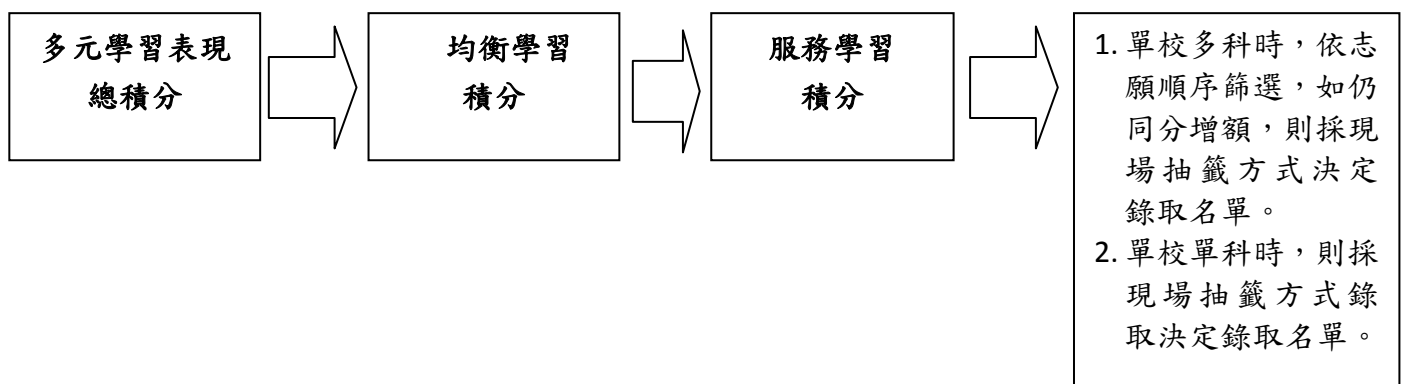 多元學習表現
總積分
均衡學習
積分
服務學習
積分
1. 單校多科時，依志
願順序篩選，如仍
同分增額，則採現
場抽籤方式決定
錄取名單。
2. 單校單科時，則採
現場抽籤方式錄
取決定錄取名單。